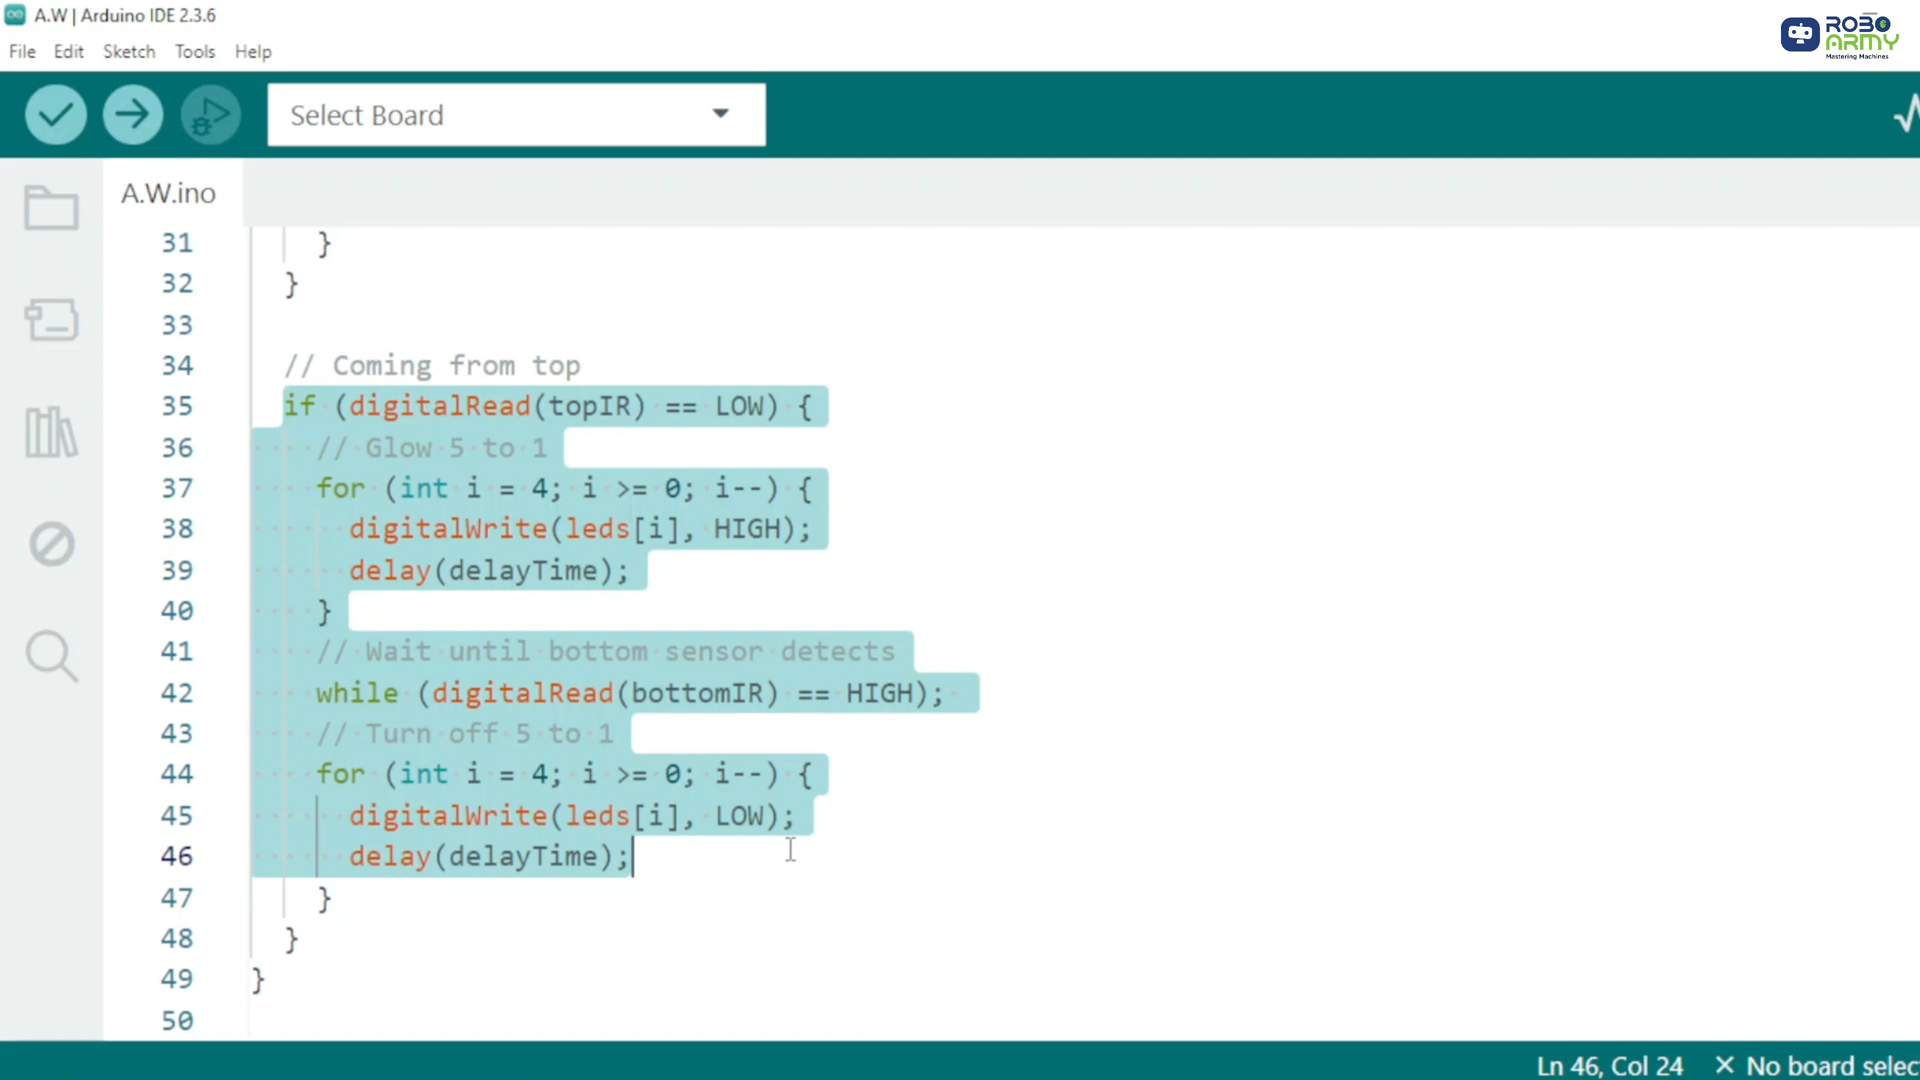 A.W | Arduino IDE 2.3.6
ROBO
ARMY
Mastering Machines
File Edit Sketch Tools Help
Select Board
A.W.ino
31 }
32 }
33
34 // Coming from top
35 if (digitalRead(topIR) == LOW) {
36 // Glow 5 to 1
37 for (int i = 4; i >= 0; i--) {
38 digitalWrite(leds[i], HIGH);
39 delay(delayTime);
40 }
41 // Wait until bottom sensor detects
42 while (digitalRead(bottomIR) == HIGH);
43 // Turn off 5 to 1
44 for (int i = 4; i >= 0; i--) {
45 digitalWrite(leds[i], LOW);
46 delay(delayTime);
47 }
48 }
49 }
50
Ln 46, Col 24 No board selec